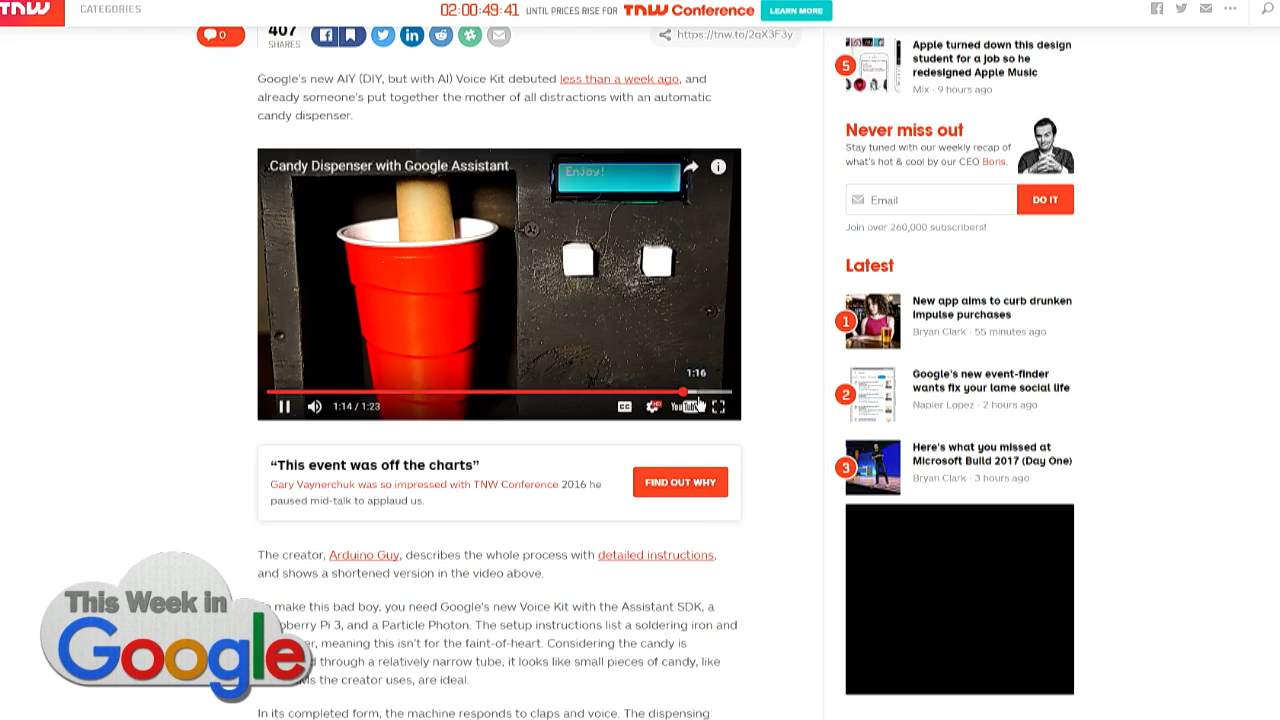 TNW
CATEGORIES
02:00:49:41 UNTIL PRICES RISE FOR TNW Conference
LEARN MORE
0
407
SHARES
https://tnw.to/2qX3F3y
Google's new AIY (DIY, but with AI) Voice Kit debuted less than a week ago, and
already someone's put together the mother of all distractions with an automatic
candy dispenser.
Candy Dispenser with Google Assistant
Enjoy!
1:16
1:14 / 1:23
CC
HD
YouTube
"This event was off the charts"
Gary Vaynerchuk was so impressed with TNW Conference 2016 he
paused mid-talk to applaud us.
FIND OUT WHY
The creator, Arduino Guy, describes the whole process with detailed instructions,
and shows a shortened version in the video above.
make this bad boy, you need Google's new Voice Kit with the Assistant SDK, a
Pi 3, and a Particle Photon. The setup instructions list a soldering iron and
meaning this isn't for the faint-of-heart. Considering the candy is
through a relatively narrow tube, it looks like small pieces of candy, like
the creator uses, are ideal.
In its completed form, the machine responds to claps and voice. The dispensing
This Week in
Google
5
Apple turned down this design
student for a job so he
redesigned Apple Music
Mix · 9 hours ago
Never miss out
Stay tuned with our weekly recap of
what's hot & cool by our CEO Boris.
Email
DO IT
Join over 260,000 subscribers!
Latest
1
New app aims to curb drunken
impulse purchases
Bryan Clark · 55 minutes ago
2
Google's new event-finder
wants fix your lame social life
Napier Lopez · 2 hours ago
3
Here's what you missed at
Microsoft Build 2017 (Day One)
Bryan Clark · 3 hours ago